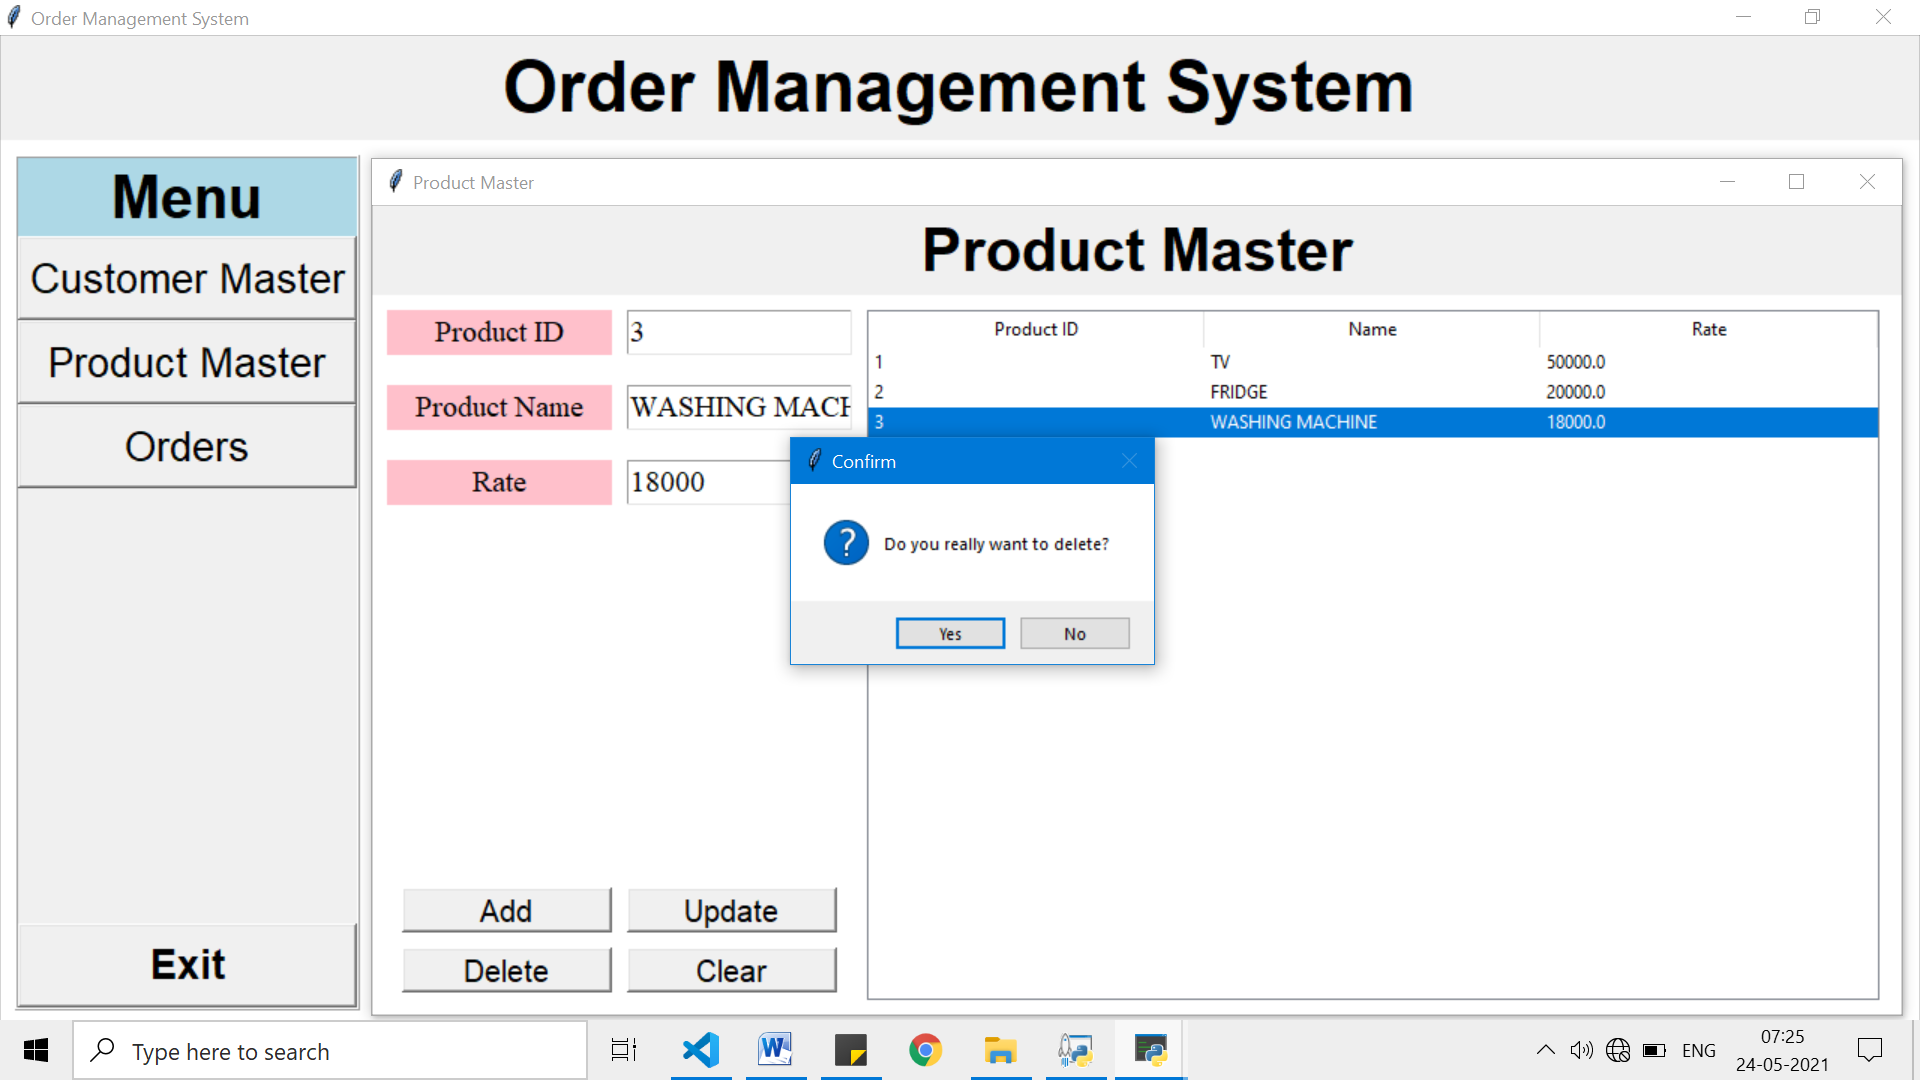 Order Management System
Order Management System
Menu
Customer Master
Product Master
Orders
Exit
Product Master
Product Master
Product ID 3
Product Name WASHING MACH
Rate 18000
Add Update
Delete Clear
Product ID Name Rate
1 TV 50000.0
2 FRIDGE 20000.0
3 WASHING MACHINE 18000.0
Confirm
? Do you really want to delete?
Yes No
Type here to search
W
ENG
07:25
24-05-2021